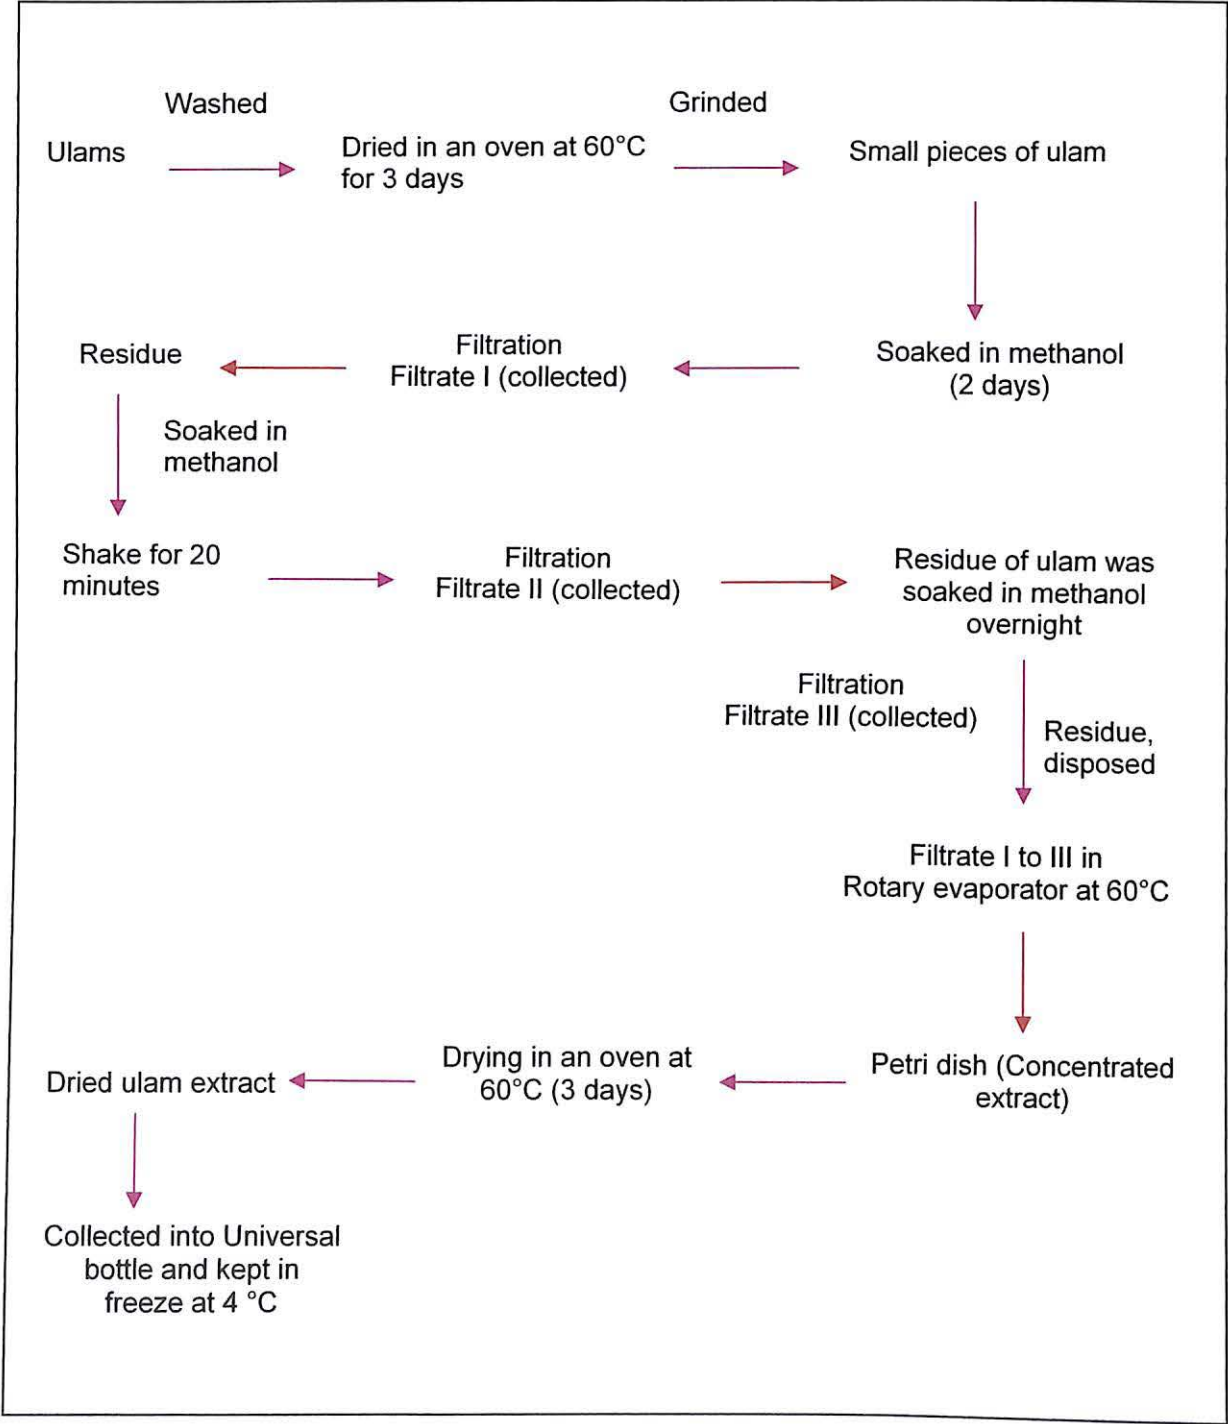 Washed
Grinded
Ulams
Dried in an oven at 60°C
for 3 days
Small pieces of ulam
Soaked in methanol
(2 days)
Filtration
Filtrate I (collected)
Residue
Soaked in
methanol
Shake for 20
minutes
Filtration
Filtrate II (collected)
Residue of ulam was
soaked in methanol
overnight
Filtration
Filtrate III (collected)
Residue,
disposed
Filtrate I to III in
Rotary evaporator at 60°C
Petri dish (Concentrated
extract)
Drying in an oven at
60°C (3 days)
Dried ulam extract
Collected into Universal
bottle and kept in
freeze at 4 °C